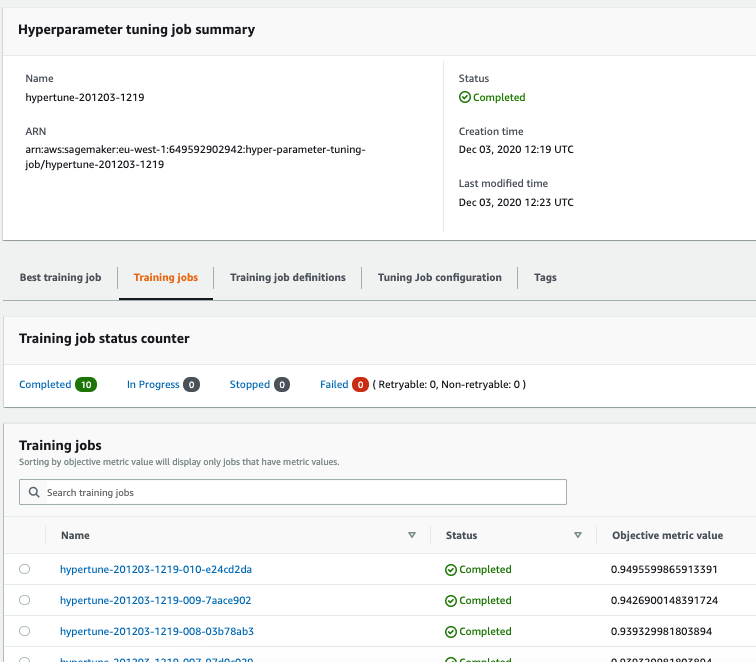 Hyperparameter tuning job summary
Name
hypertune-201203-1219
ARN
arn:aws:sagemaker:eu-west-1:649592902942:hyper-parameter-tuning-
job/hypertune-201203-1219
Status
Completed
Creation time
Dec 03, 2020 12:19 UTC
Last modified time
Dec 03, 2020 12:23 UTC
Best training job Training jobs Training job definitions Tuning Job configuration Tags
Training job status counter
Completed 10 In Progress 0 Stopped 0 Failed 0 ( Retryable: 0, Non-retryable: 0 )
Training jobs
Sorting by objective metric value will display only jobs that have metric values.
Search training jobs
Name Status Objective metric value
hypertune-201203-1219-010-e24cd2da Completed 0.9495599865913391
hypertune-201203-1219-009-7aace902 Completed 0.9426900148391724
hypertune-201203-1219-008-03b78ab3 Completed 0.939329981803894